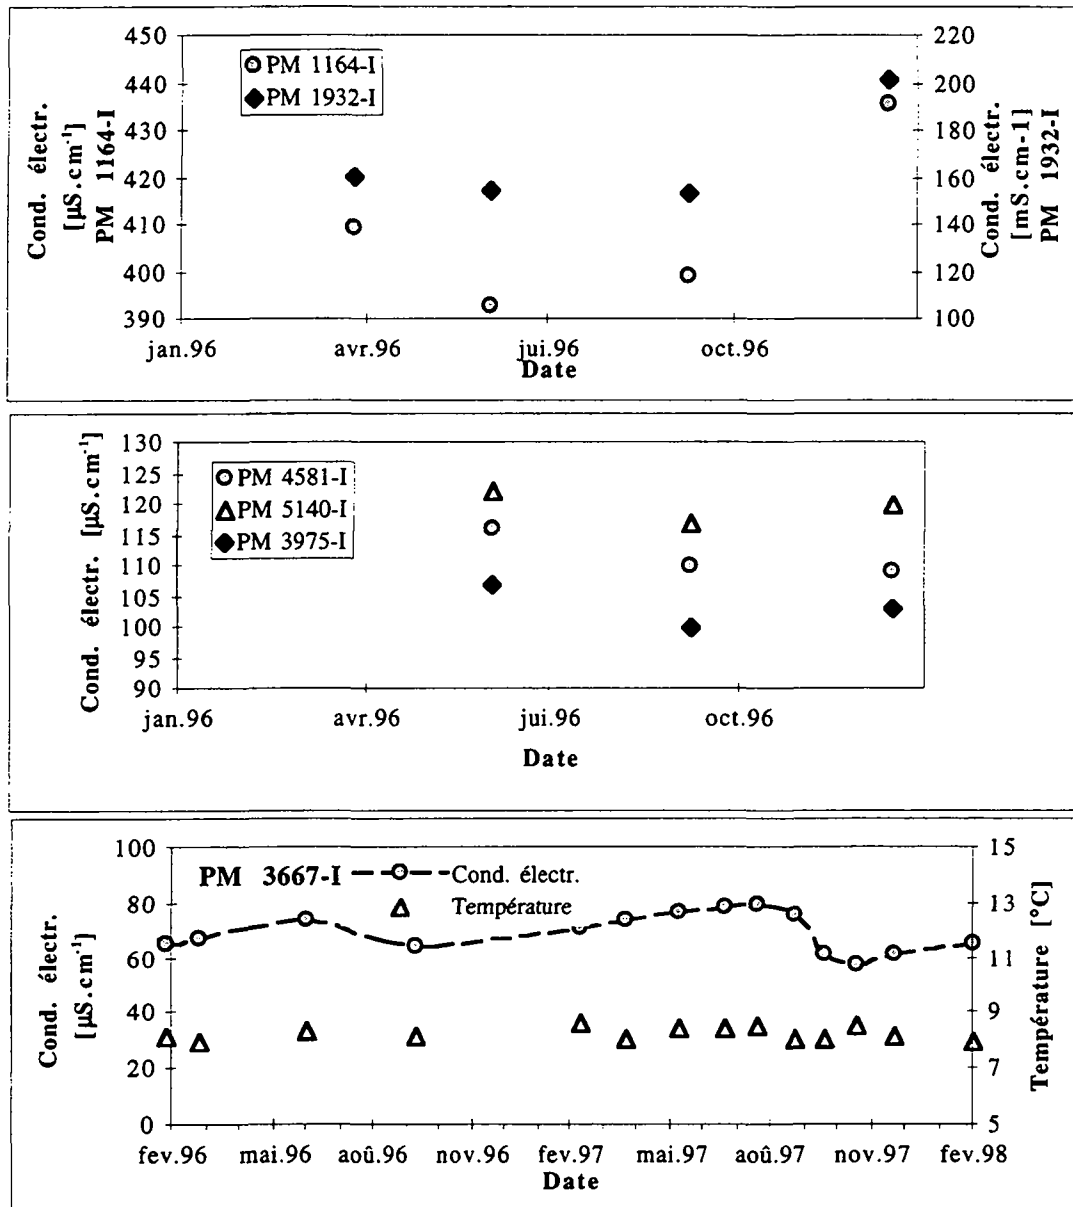 450
440
430
420
410
400
390
220
200
180
160
140
120
100
PM 1164-I
PM 1932-I
Cond. électr.
[µS.cm⁻¹]
PM 1164-I
Cond. électr.
[mS.cm-1]
PM 1932-I
jan.96 avr.96 jui.96 oct.96
Date
130
125
120
115
110
105
100
95
90
PM 4581-I
PM 5140-I
PM 3975-I
Cond. électr. [µS.cm⁻¹]
jan.96 avr.96 jui.96 oct.96
Date
100
80
60
40
20
0
15
13
11
9
7
5
PM 3667-I Cond. électr.
Température
Cond. électr.
[µS.cm⁻¹]
Température [°C]
fev.96 mai.96 aoû.96 nov.96 fév.97 mai.97 aoû.97 nov.97 fév.98
Date